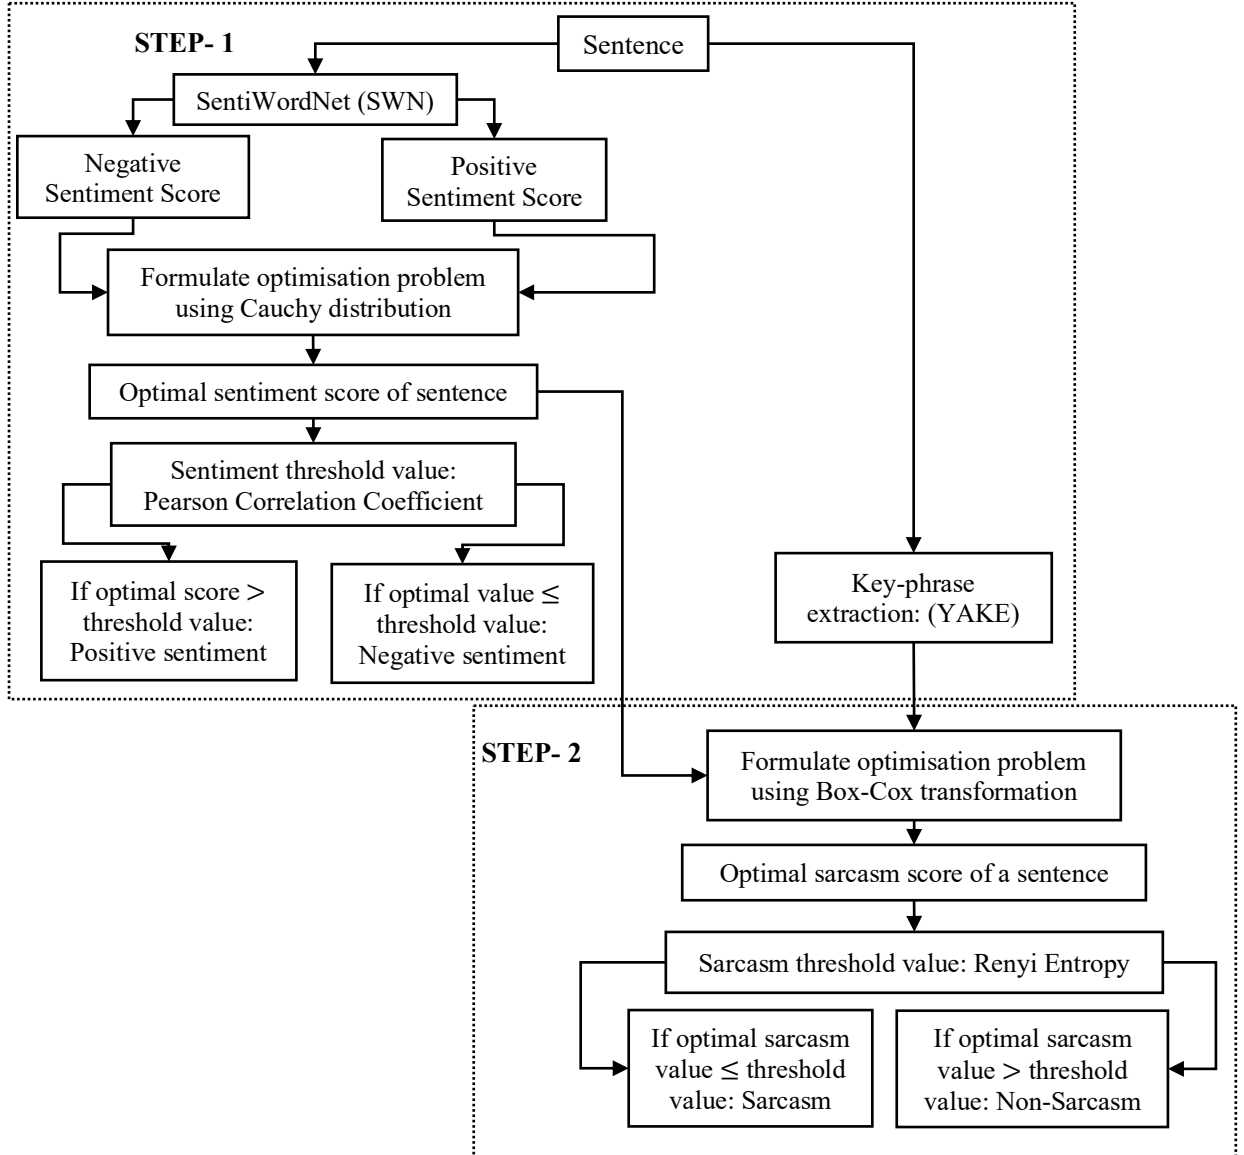 STEP- 1
Sentence
SentiWordNet (SWN)
Negative
Sentiment Score
Positive
Sentiment Score
Formulate optimisation problem
using Cauchy distribution
Optimal sentiment score of sentence
Sentiment threshold value:
Pearson Correlation Coefficient
If optimal score >
threshold value:
Positive sentiment
If optimal value ≤
threshold value:
Negative sentiment
Key-phrase
extraction: (YAKE)
STEP- 2
Formulate optimisation problem
using Box-Cox transformation
Optimal sarcasm score of a sentence
Sarcasm threshold value: Renyi Entropy
If optimal sarcasm
value ≤ threshold
value: Sarcasm
If optimal sarcasm
value > threshold
value: Non-Sarcasm